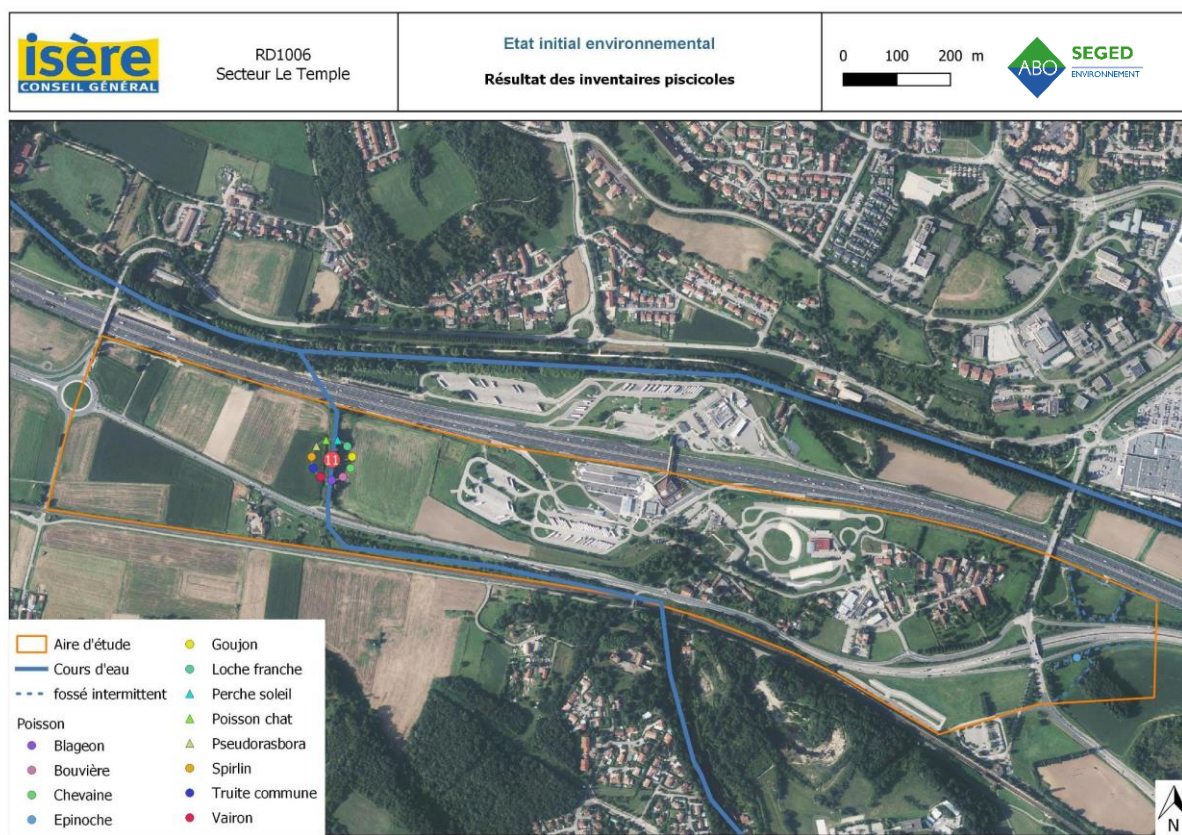 isère
CONSEIL GÉNÉRAL
RD1006
Secteur Le Temple
Etat initial environnemental
Résultat des inventaires piscicoles
0 100 200 m
ABO
SEGED
ENVIRONNEMENT
11
Aire d'étude
Cours d'eau
fossé intermittent
Poisson
Blageon
Bouvière
Chevaine
Epinoche
Goujon
Loche franche
Perche soleil
Poisson chat
Pseudorasbora
Spirlin
Truite commune
Vairon
N